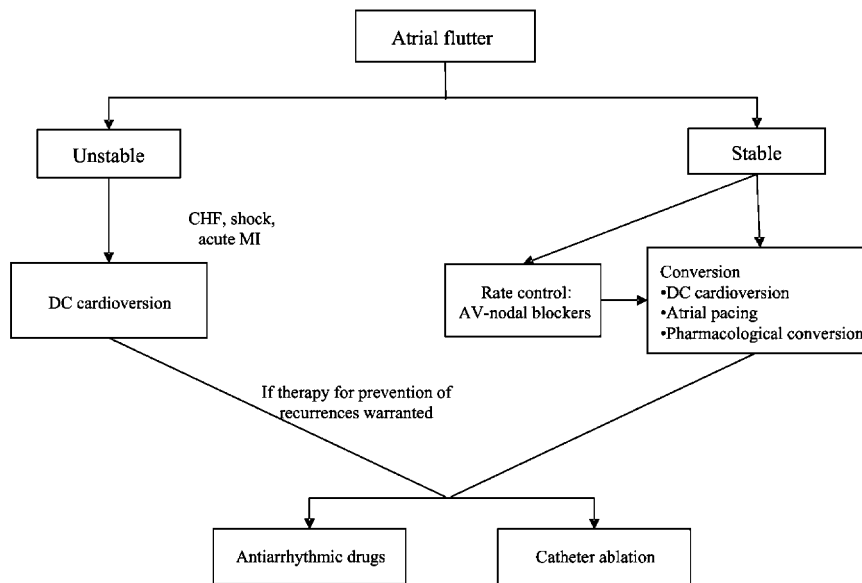 Atrial flutter
Unstable
Stable
CHF, shock,
acute MI
DC cardioversion
Rate control:
AV-nodal blockers
Conversion
•DC cardioversion
•Atrial pacing
•Pharmacological conversion
If therapy for prevention of
recurrences warranted
Antiarrhythmic drugs
Catheter ablation